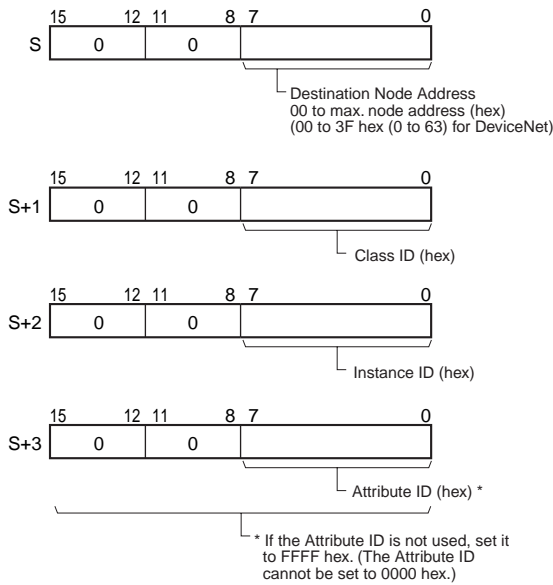 15 12 11 8 7 0
S 0 0
Destination Node Address
00 to max. node address (hex)
(00 to 3F hex (0 to 63) for DeviceNet)
15 12 11 8 7 0
S+1 0 0
Class ID (hex)
15 12 11 8 7 0
S+2 0 0
Instance ID (hex)
15 12 11 8 7 0
S+3 0 0
Attribute ID (hex) *
* If the Attribute ID is not used, set it
to FFFF hex. (The Attribute ID
cannot be set to 0000 hex.)